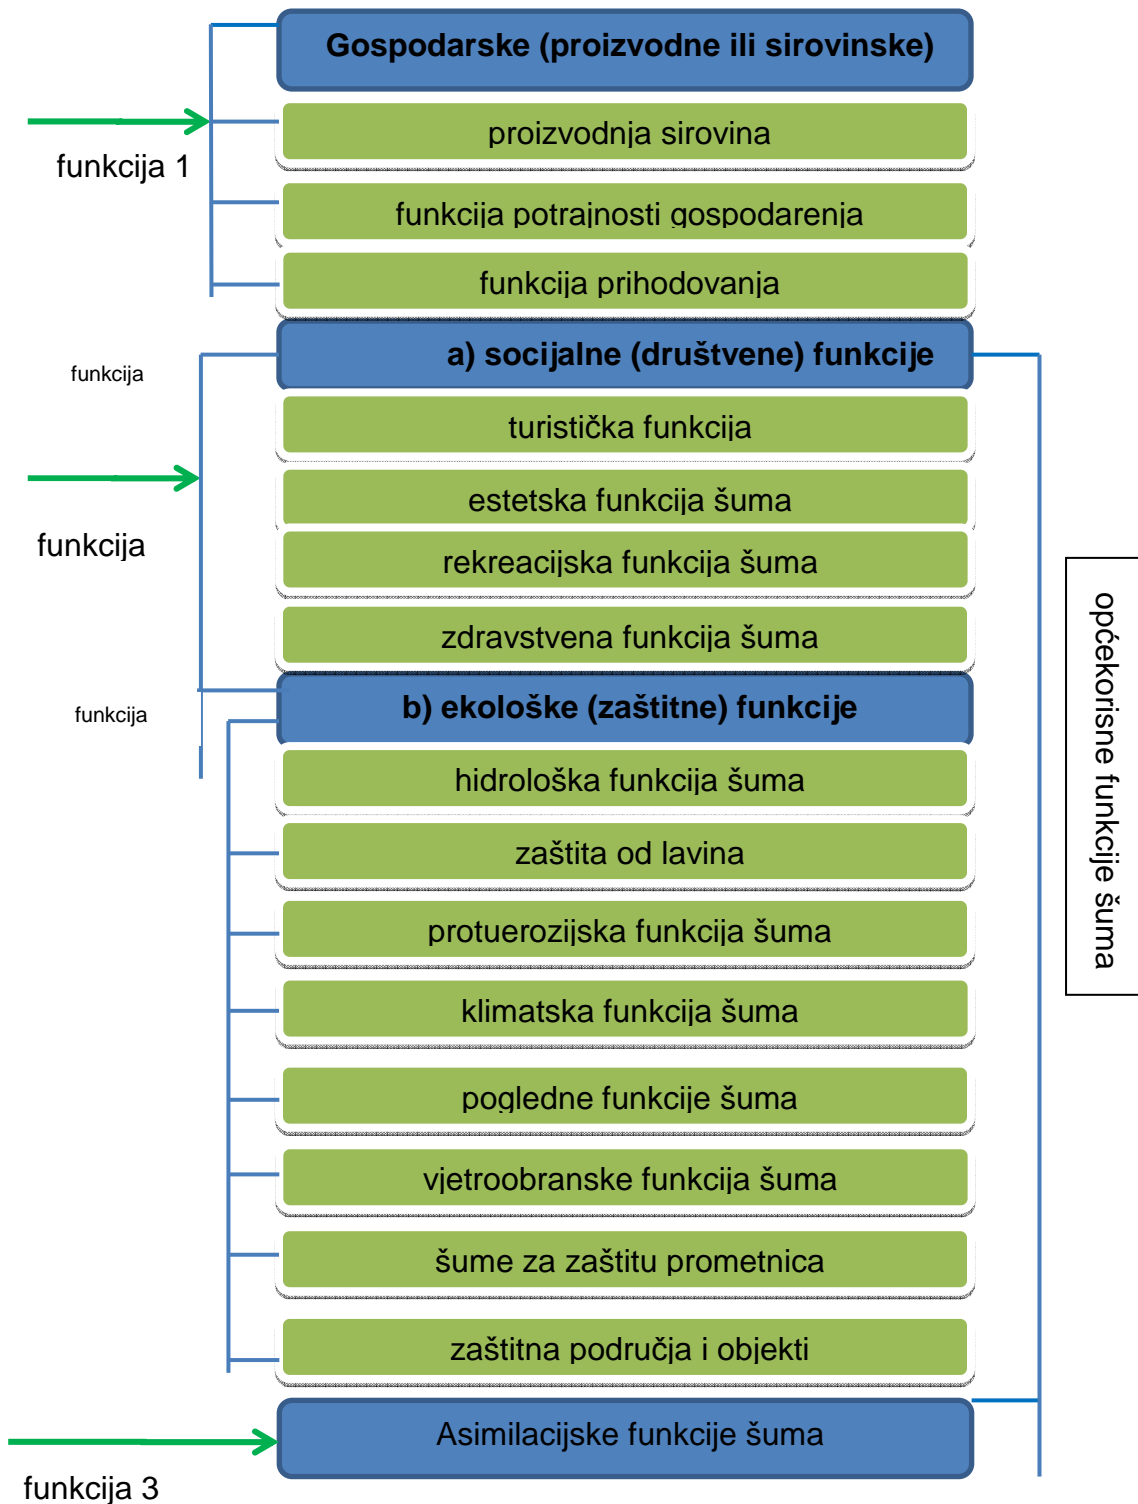 Gospodarske (proizvodne ili sirovinske)
proizvodnja sirovina
funkcija 1
funkcija potrajnosti gospodarenja
funkcija prihodovanja
a) socijalne (društvene) funkcije
funkcija
turistička funkcija
estetska funkcija šuma
funkcija
rekreacijska funkcija šuma
zdravstvena funkcija šuma
b) ekološke (zaštitne) funkcije
funkcija
hidrološka funkcija šuma
zaštita od lavina
protuerozijska funkcija šuma
klimatska funkcija šuma
pogledne funkcije šuma
vjetroobranske funkcija šuma
šume za zaštitu prometnica
zaštitna područja i objekti
Asimilacijske funkcije šuma
funkcija 3
općekorisne funkcije šuma